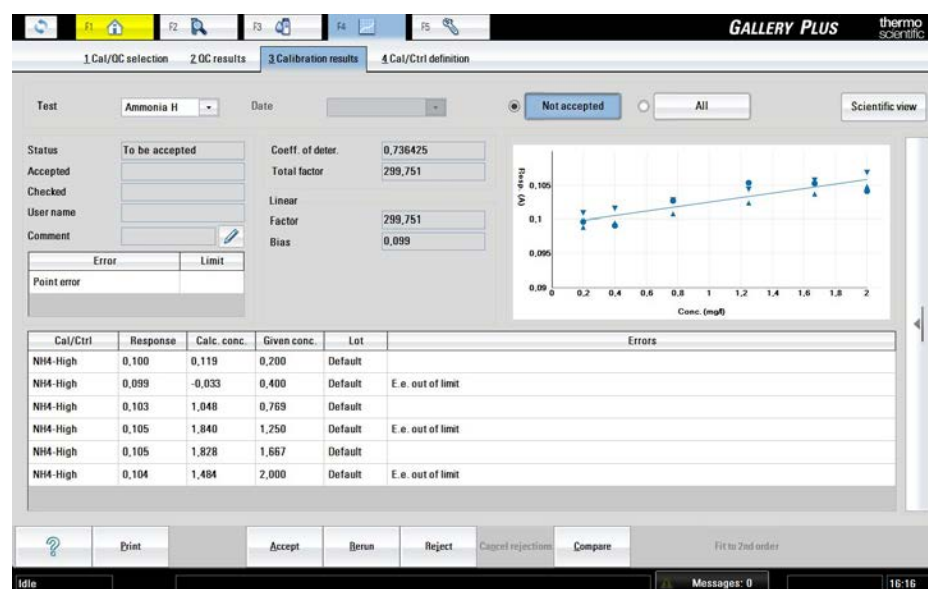 F1 F2 F3 F4 F5 GALLERY PLUS thermo scientific
1 Cal/QC selection 2 QC results 3 Calibration results 4 Cal/Ctrl definition
Test Ammonia H Date Not accepted All Scientific view
Status To be accepted Coeff. of deter. 0,736425
Accepted Total factor 299,751
Checked
Linear
User name Factor 299,751
Comment Bias 0,099
Error Limit
Point error
Resp. (A)
0,105
0,1
0,095
0,09
0 0,2 0,4 0,6 0,8 1 1,2 1,4 1,6 1,8 2
Conc. (mg/l)
Cal/Ctrl Response Calc. conc. Given conc. Lot Errors
NH4-High 0,100 0,119 0,200 Default
NH4-High 0,099 -0,033 0,400 Default E.e. out of limit
NH4-High 0,103 1,048 0,769 Default
NH4-High 0,105 1,840 1,250 Default E.e. out of limit
NH4-High 0,105 1,828 1,667 Default
NH4-High 0,104 1,484 2,000 Default E.e. out of limit
? Print Accept Rerun Reject Cancel rejections Compare Fit to 2nd order
Idle Messages: 0 16:16